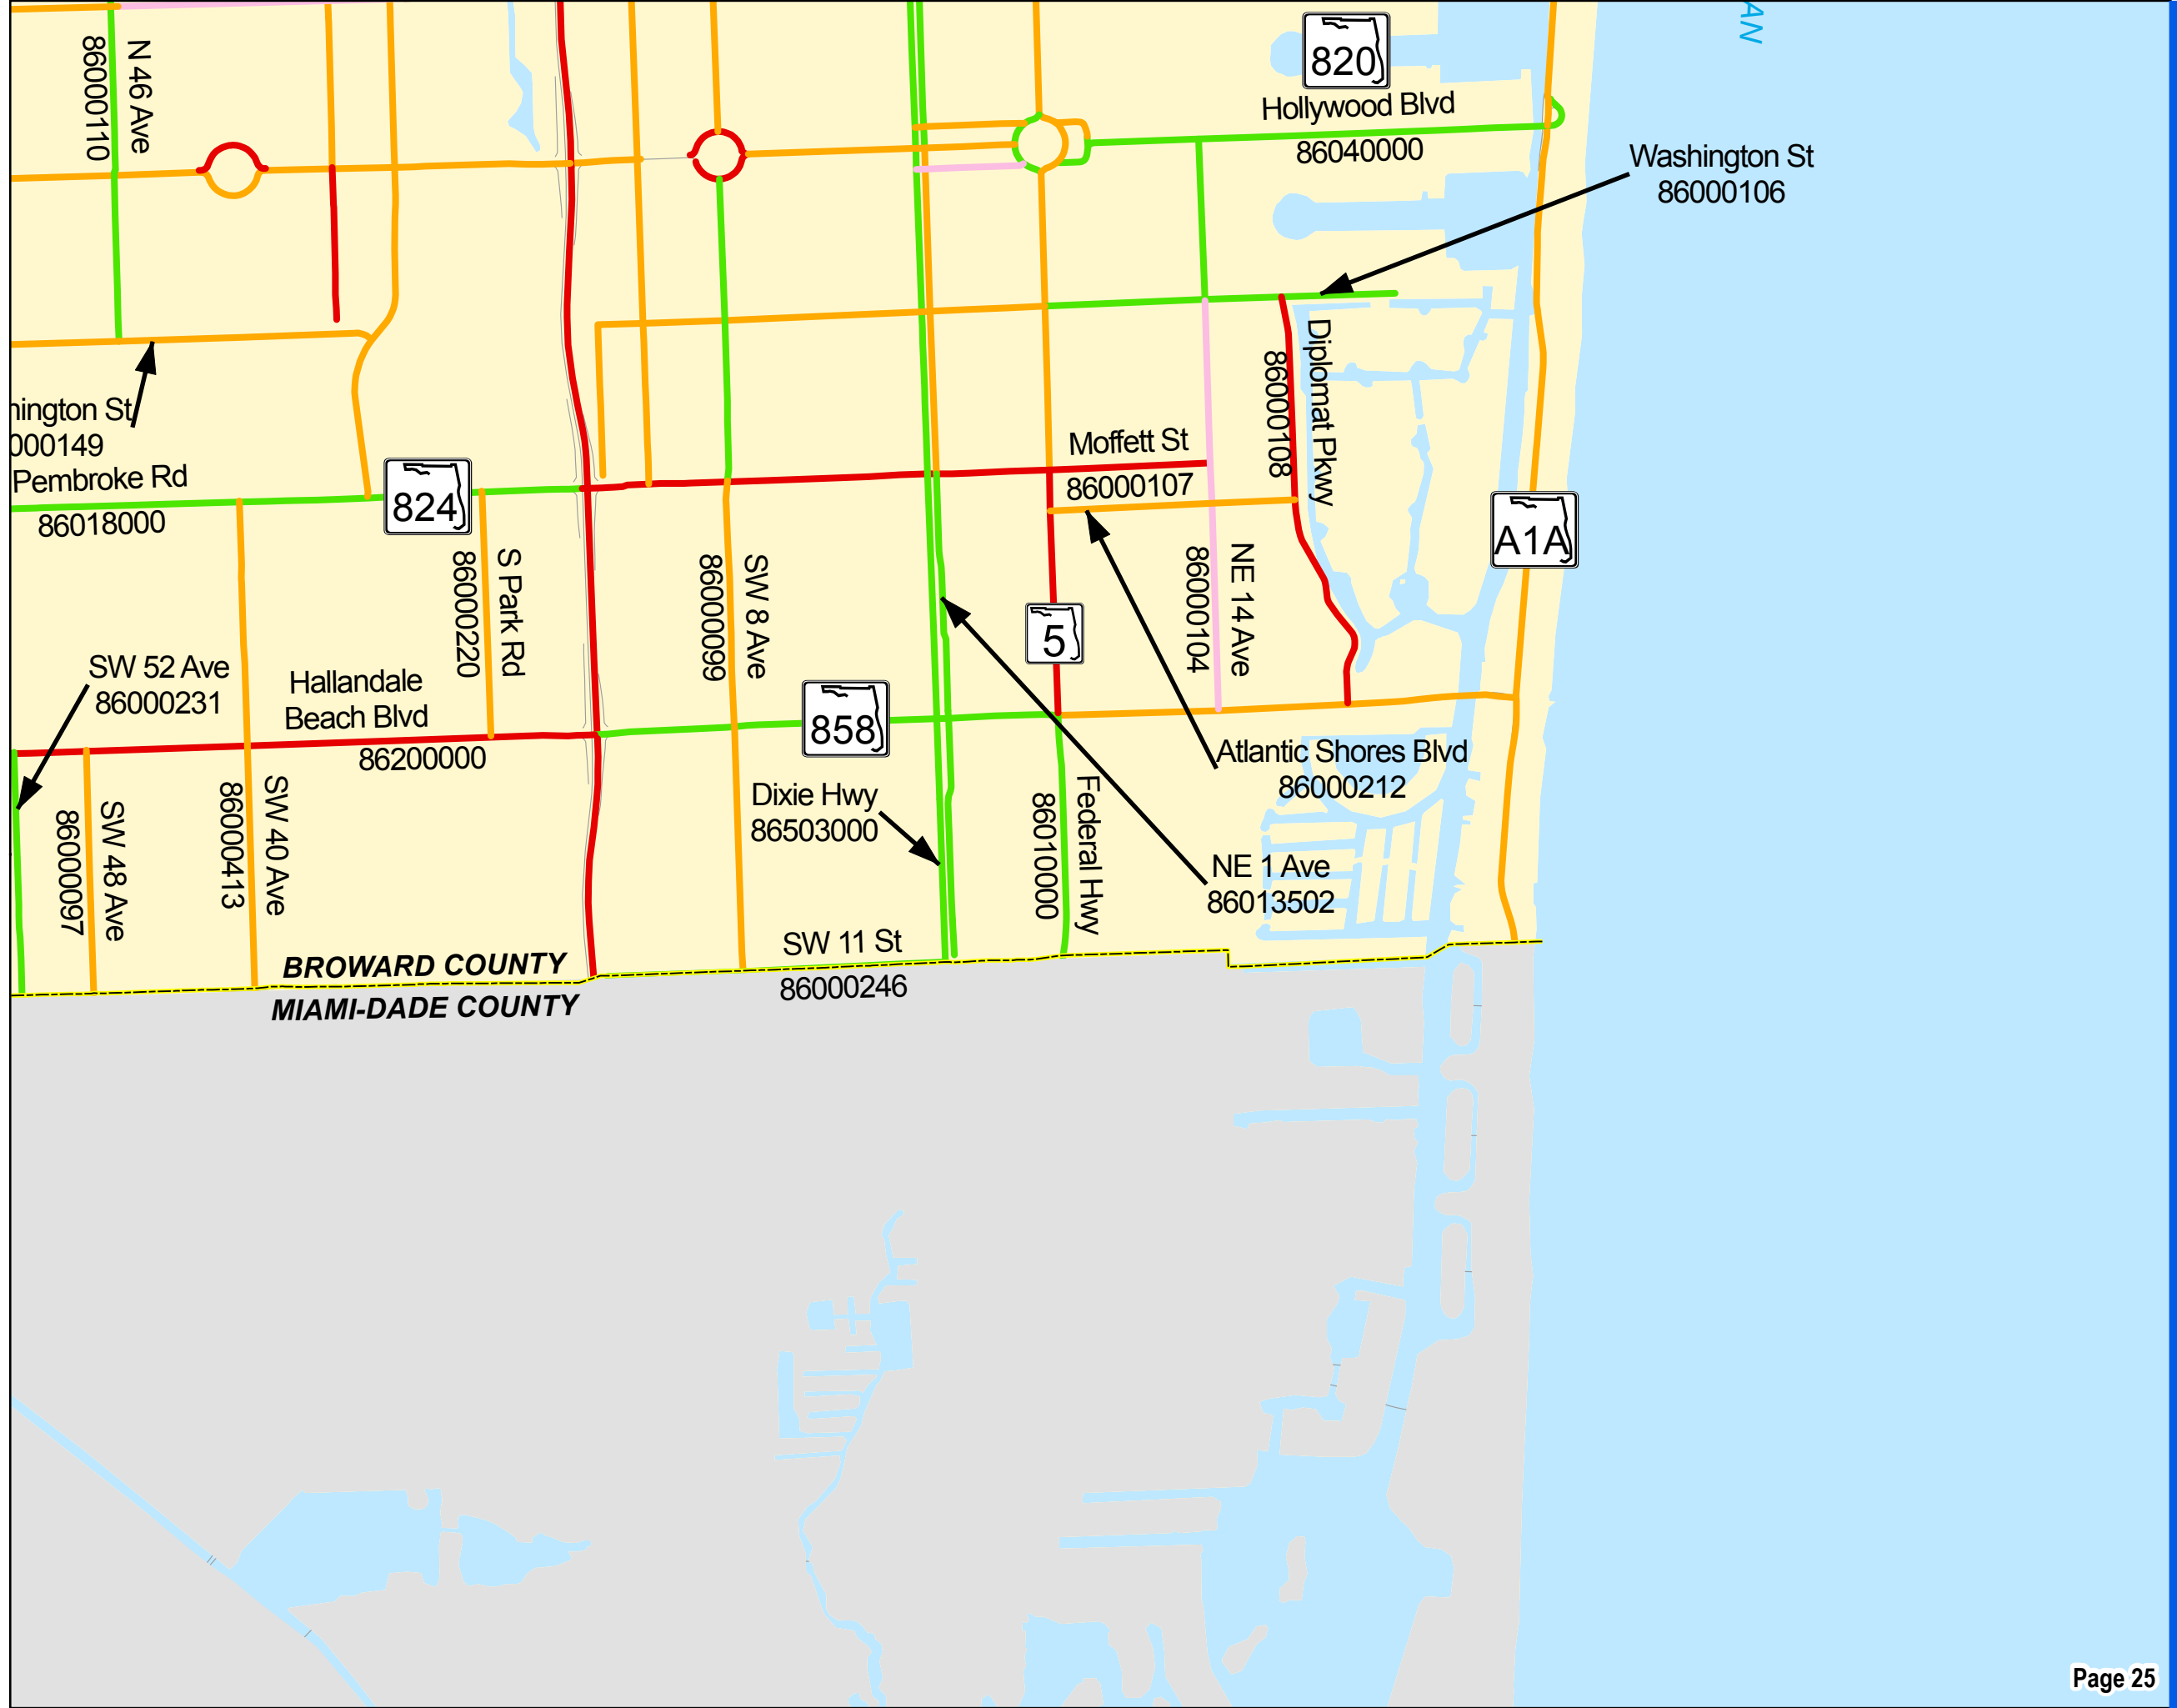 AW
N 46 Ave
86000110
820
Hollywood Blvd
86040000
Washington St
86000106
hington St
000149
Pembroke Rd
86018000
824
Diplomat Pkwy
86000108
Moffett St
86000107
A1A
S Park Rd
86000220
SW 8 Ave
86000099
NE 14 Ave
86000104
5
SW 52 Ave
86000231
Hallandale
Beach Blvd
86200000
858
Atlantic Shores Blvd
86000212
Dixie Hwy
86503000
SW 48 Ave
86000097
SW 40 Ave
86000413
Federal Hwy
86010000
NE 1 Ave
86013502
SW 11 St
86000246
BROWARD COUNTY
MIAMI-DADE COUNTY
Page 25